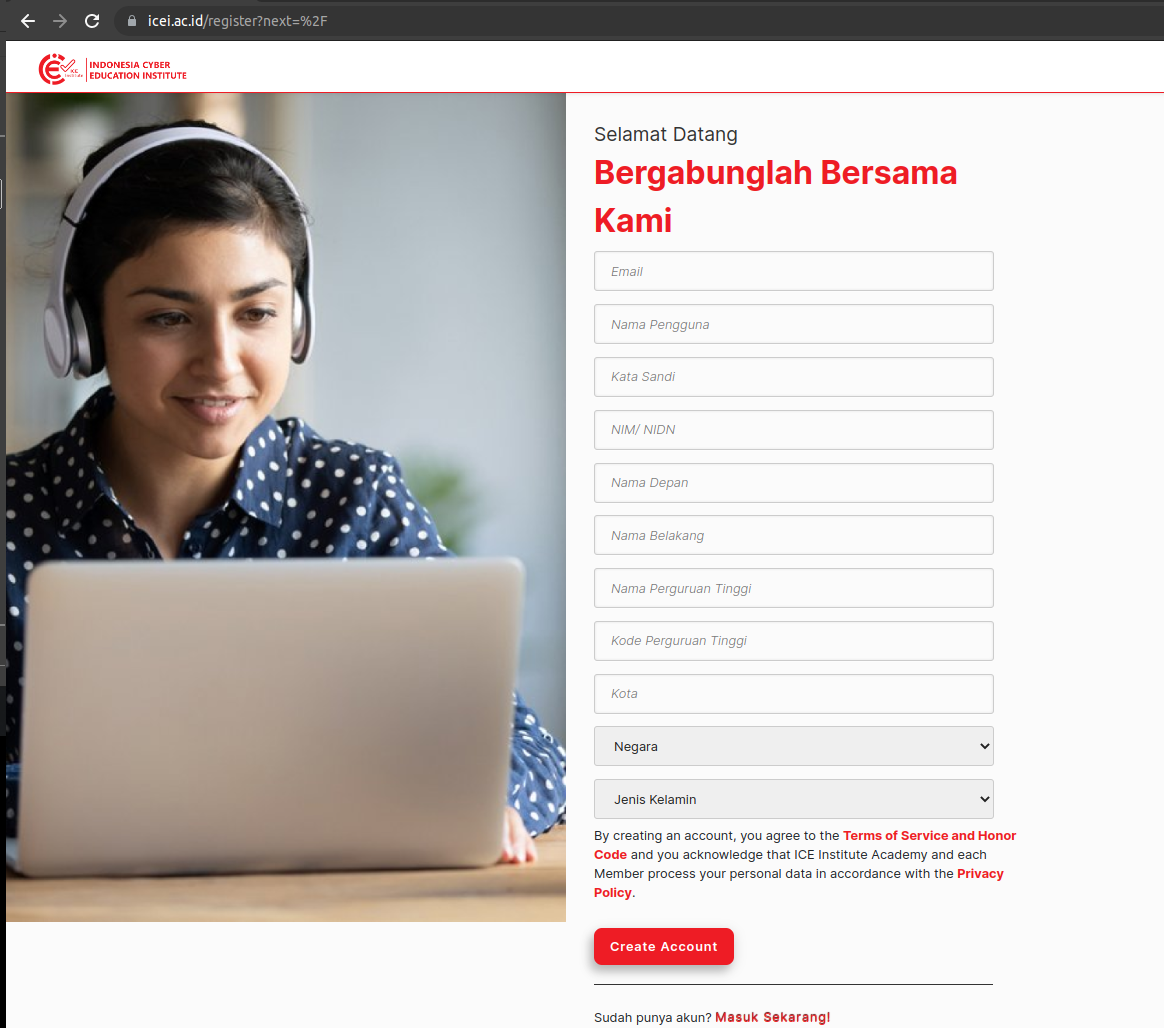 icei.ac.id/register?next=%2F
INDONESIA CYBER
EDUCATION INSTITUTE
Selamat Datang
Bergabunglah Bersama
Kami
Email
Nama Pengguna
Kata Sandi
NIM/ NIDN
Nama Depan
Nama Belakang
Nama Perguruan Tinggi
Kode Perguruan Tinggi
Kota
Negara
Jenis Kelamin
By creating an account, you agree to the Terms of Service and Honor
Code and you acknowledge that ICE Institute Academy and each
Member process your personal data in accordance with the Privacy
Policy.
Create Account
Sudah punya akun? Masuk Sekarang!